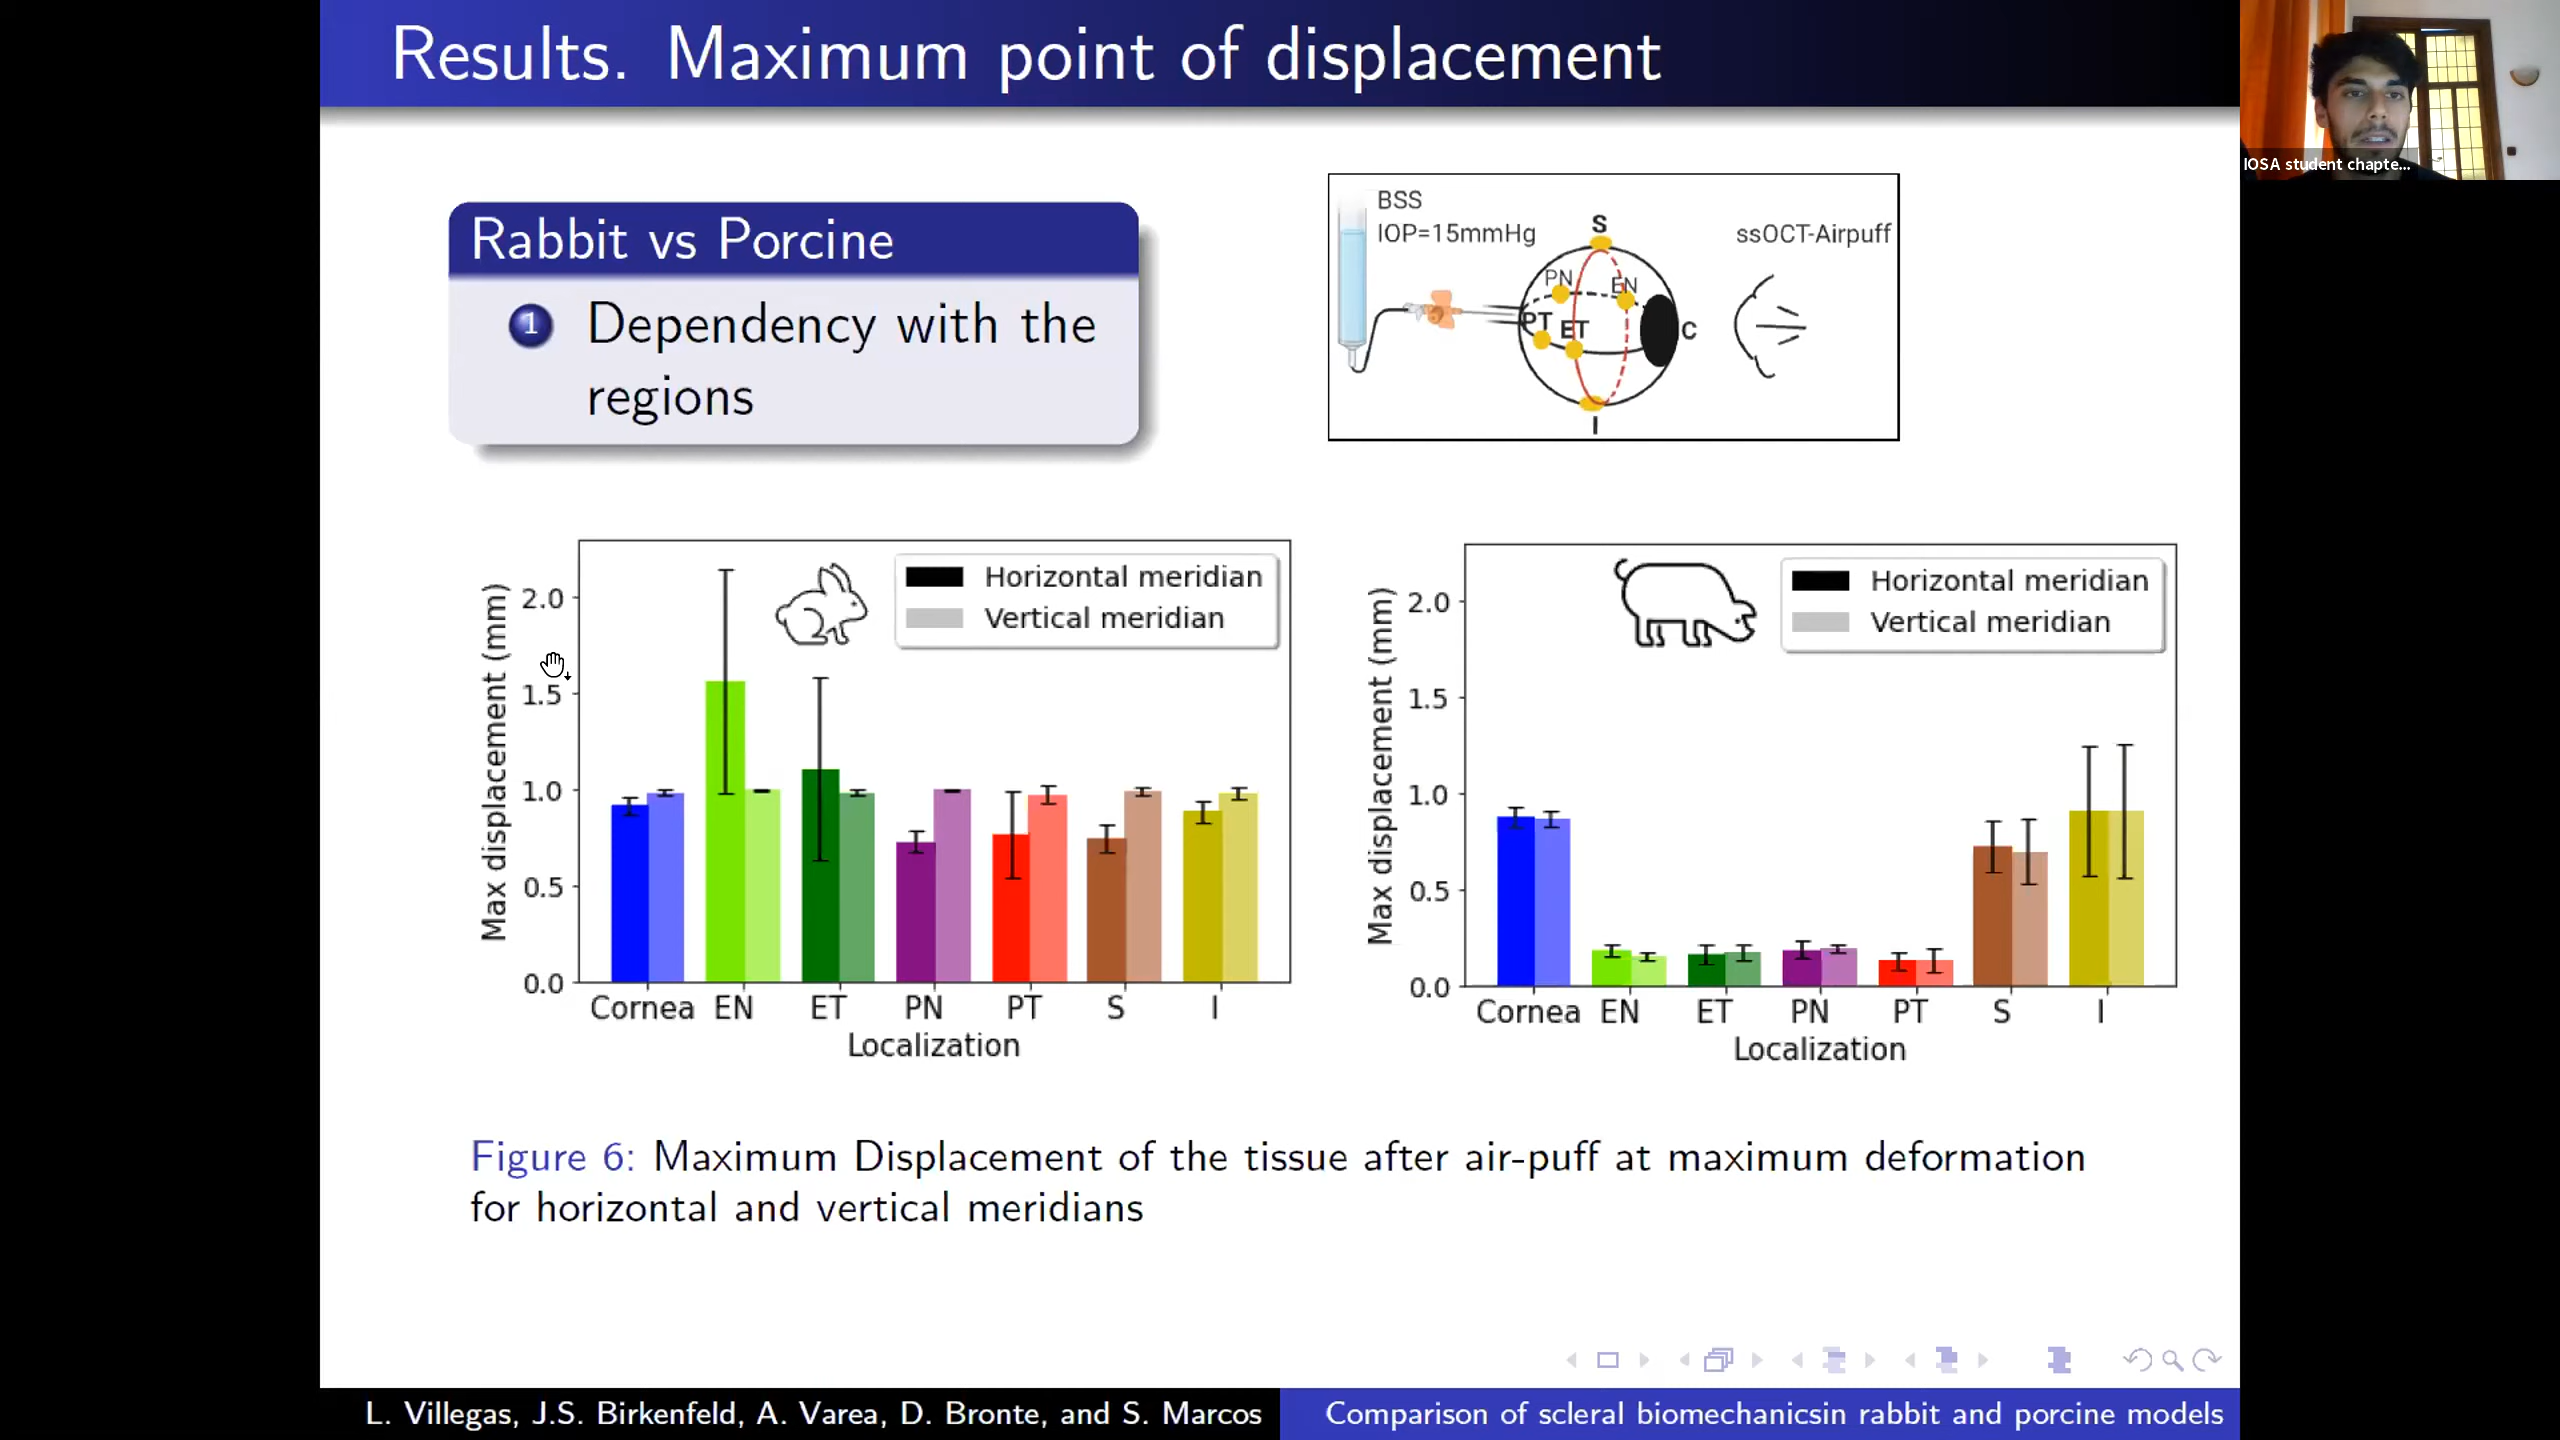 Results. Maximum point of displacement
IOSA student chapte...
Rabbit vs Porcine
1 Dependency with the
regions
BSS
IOP=15mmHg
ssOCT-Airpuff
S
PN
EN
PT
ET
C
I
Max displacement (mm)
2.0
1.5
1.0
0.5
0.0
Horizontal meridian
Vertical meridian
Cornea EN ET PN PT S I
Localization
Max displacement (mm)
2.0
1.5
1.0
0.5
0.0
Horizontal meridian
Vertical meridian
Cornea EN ET PN PT S I
Localization
Figure 6: Maximum Displacement of the tissue after air-puff at maximum deformation
for horizontal and vertical meridians
L. Villegas, J.S. Birkenfeld, A. Varea, D. Bronte, and S. Marcos
Comparison of scleral biomechanicsin rabbit and porcine models